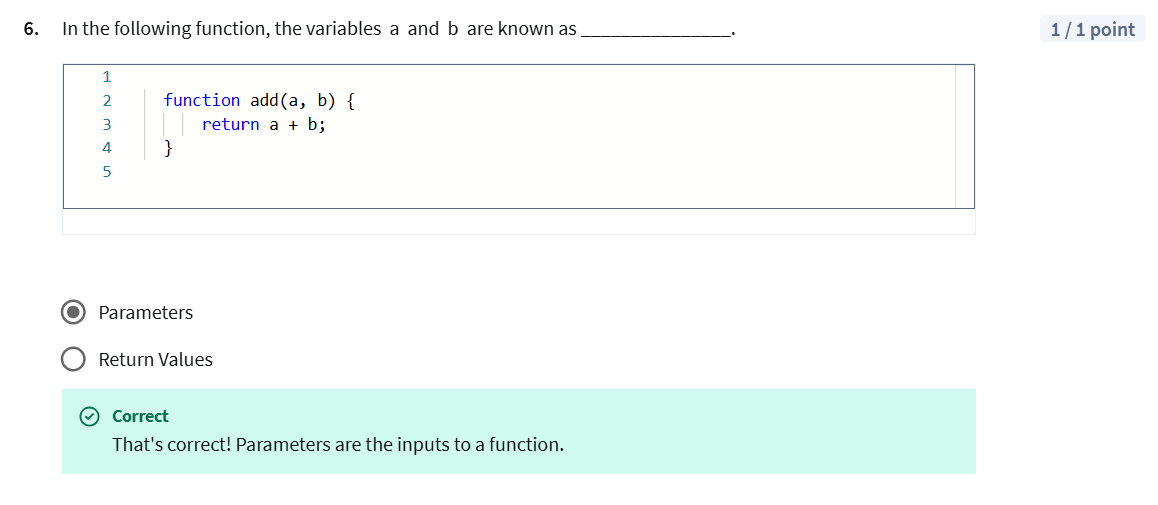 6. In the following function, the variables a and b are known as _______________.
1 / 1 point
1
2 function add(a, b) {
3 return a + b;
4 }
5
Parameters
Return Values
Correct
That's correct! Parameters are the inputs to a function.